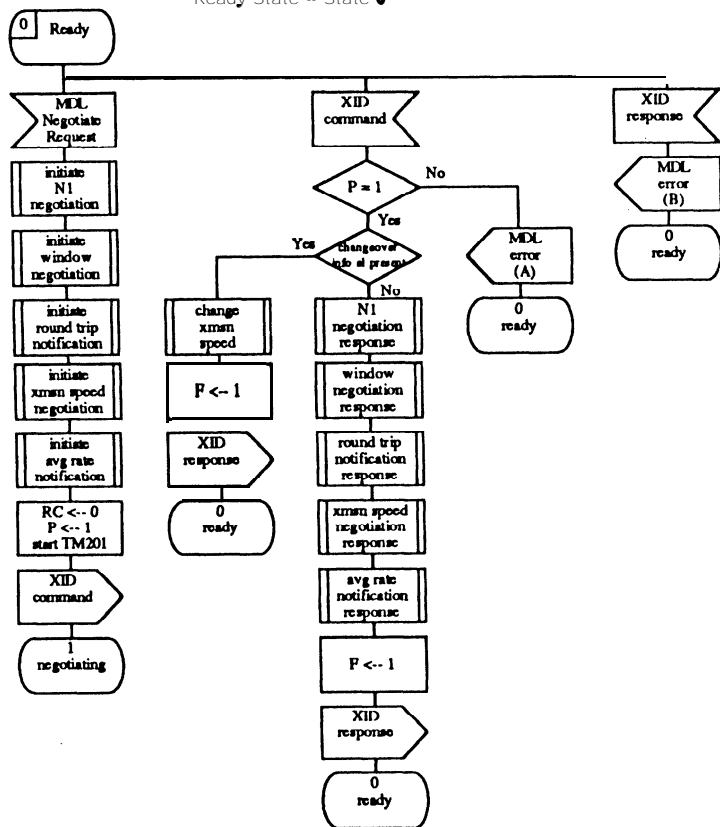 Ready State -- State 0
0
Ready
MDL
Negotiate
Request
initiate
N1
negotiation
initiate
window
negotiation
initiate
round trip
notification
initiate
xmsn speed
negotiation
initiate
avg rate
notification
RC <-- 0
P <-- 1
start TM201
XID
command
1
negotiating
XID
command
P = 1
No
Yes
changeover
info el present
Yes
No
change
xmsn
speed
F <-- 1
XID
response
0
ready
N1
negotiation
response
window
negotiation
response
round trip
notification
response
xmsn speed
negotiation
response
avg rate
notification
response
F <-- 1
XID
response
0
ready
MDL
error
(A)
0
ready
XID
response
MDL
error
(B)
0
ready